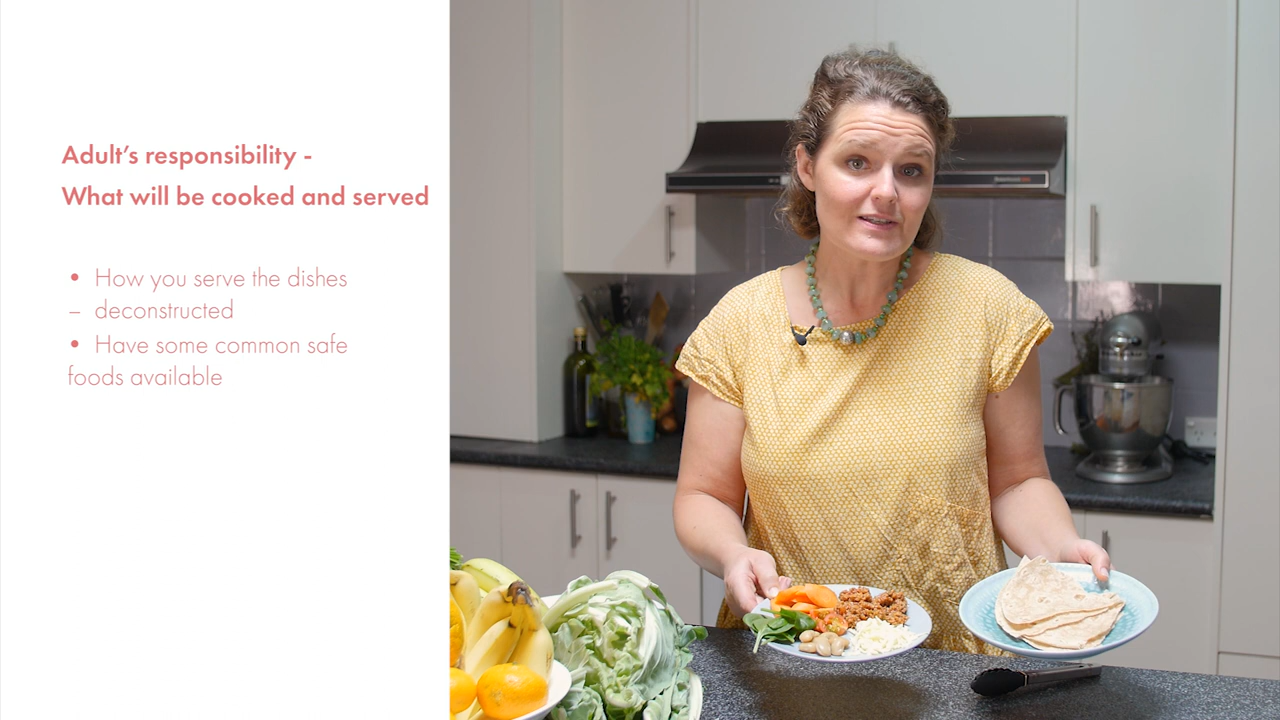 Adult’s responsibility -
What will be cooked and served
• How you serve the dishes
– deconstructed
• Have some common safe
foods available